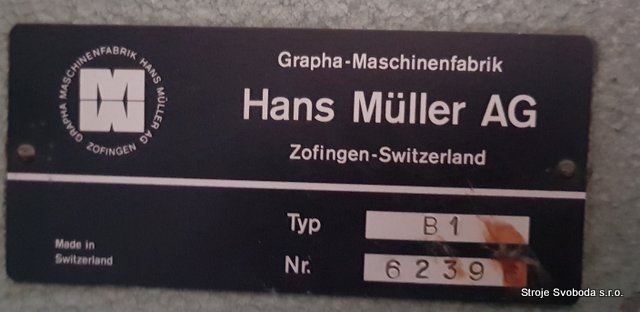 GRAPHA MASCHINENFABRIK HANS MÜLLER AG
ZOFINGEN
Grapha-Maschinenfabrik
Hans Müller AG
Zofingen-Switzerland
Typ B1
Nr. 6239
Made in
Switzerland
Stroje Svoboda s.r.o.